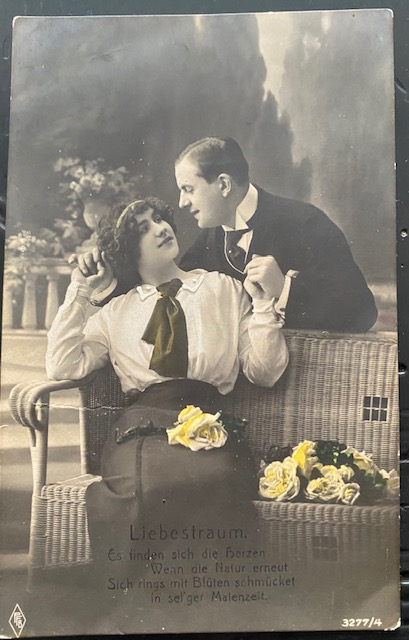 Liebestraum.
Es finden sich die Herzen
Wenn die Natur erneut
Sich rings mit Blüten schmücket
In sel'ger Maienzeit.
3277/4